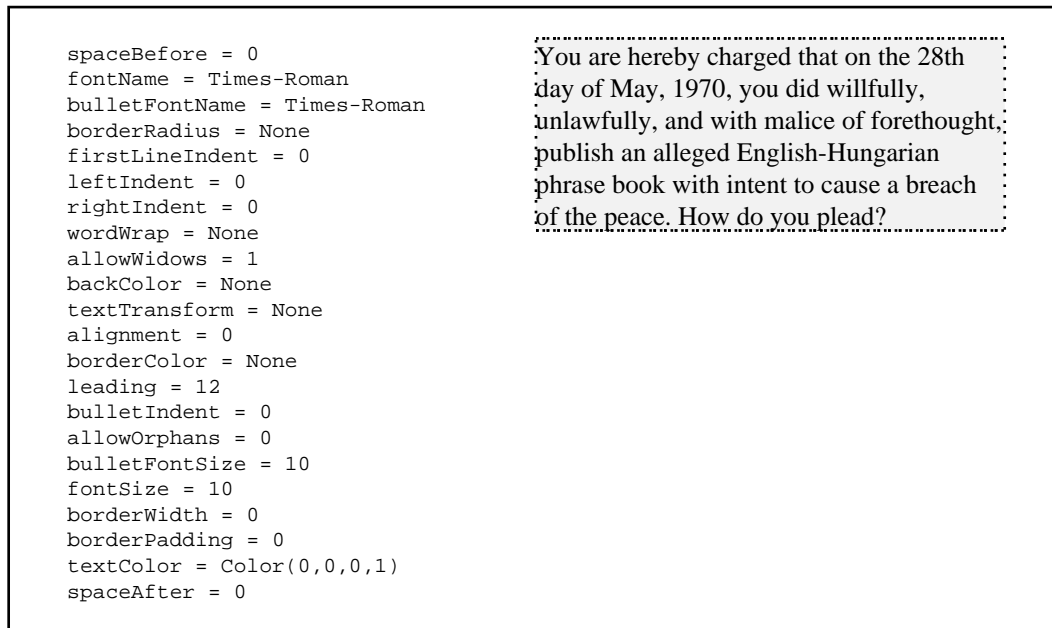 spaceBefore = 0
fontName = Times-Roman
bulletFontName = Times-Roman
borderRadius = None
firstLineIndent = 0
leftIndent = 0
rightIndent = 0
wordWrap = None
allowWidows = 1
backColor = None
textTransform = None
alignment = 0
borderColor = None
leading = 12
bulletIndent = 0
allowOrphans = 0
bulletFontSize = 10
fontSize = 10
borderWidth = 0
borderPadding = 0
textColor = Color(0,0,0,1)
spaceAfter = 0
You are hereby charged that on the 28th
day of May, 1970, you did willfully,
unlawfully, and with malice of forethought,
publish an alleged English-Hungarian
phrase book with intent to cause a breach
of the peace. How do you plead?